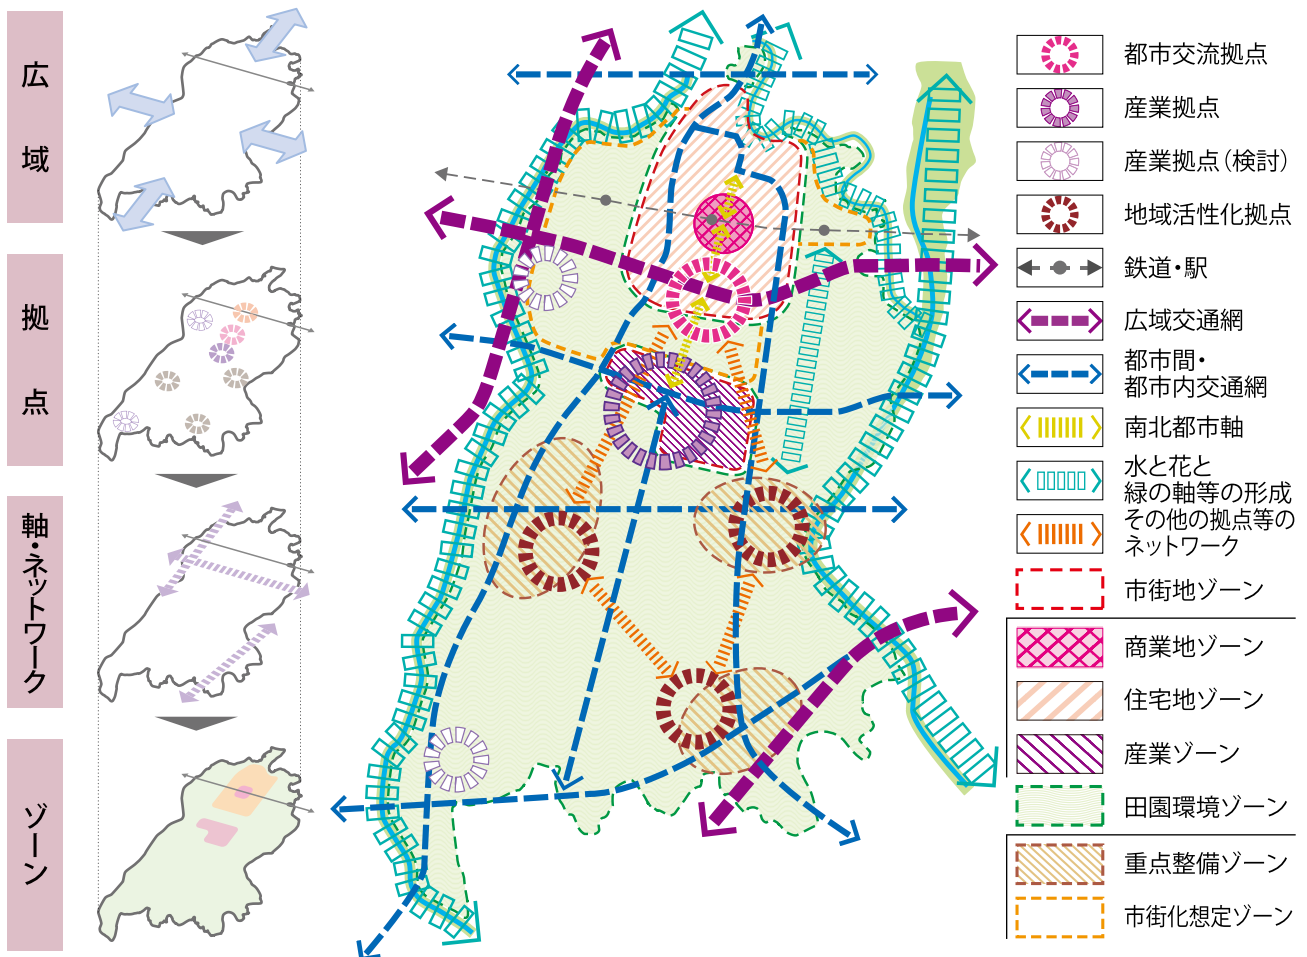 広域
拠点
軸・ネットワーク
ゾーン
都市交流拠点
産業拠点
産業拠点（検討）
地域活性化拠点
鉄道・駅
広域交通網
都市間・
都市内交通網
南北都市軸
水と花と
緑の軸等の形成
その他の拠点等の
ネットワーク
市街地ゾーン
商業地ゾーン
住宅地ゾーン
産業ゾーン
田園環境ゾーン
重点整備ゾーン
市街化想定ゾーン